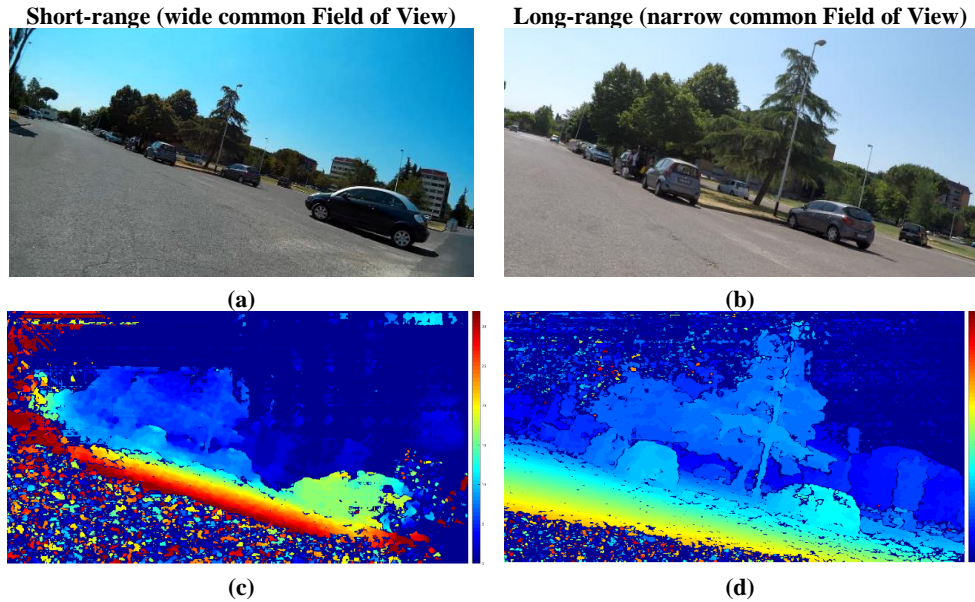 Short-range (wide common Field of View)
Long-range (narrow common Field of View)
(a)
(b)
(c)
(d)